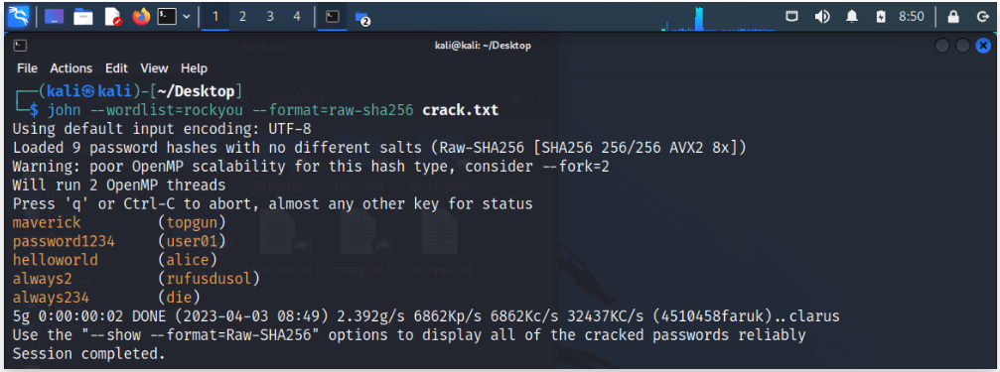 1 2 3 4 2 8:50
kali@kali: ~/Desktop
File Actions Edit View Help
┌──(kali㉿kali)-[~/Desktop]
└─$ john --wordlist=rockyou --format=raw-sha256 crack.txt
Using default input encoding: UTF-8
Loaded 9 password hashes with no different salts (Raw-SHA256 [SHA256 256/256 AVX2 8x])
Warning: poor OpenMP scalability for this hash type, consider --fork=2
Will run 2 OpenMP threads
Press 'q' or Ctrl-C to abort, almost any other key for status
maverick (topgun)
password1234 (user01)
helloworld (alice)
always2 (rufusdusol)
always234 (die)
5g 0:00:00:02 DONE (2023-04-03 08:49) 2.392g/s 6862Kp/s 6862Kc/s 32437KC/s (4510458faruk)..clarus
Use the "--show --format=Raw-SHA256" options to display all of the cracked passwords reliably
Session completed.